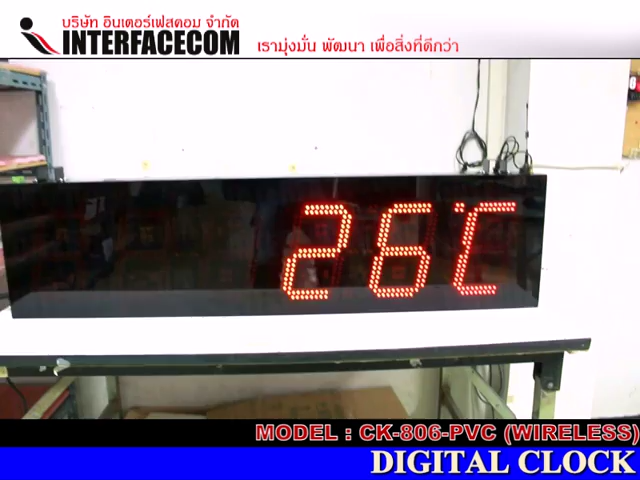 บริษัท อินเตอร์เฟสคอม จำกัด
INTERFACECOM
เรามุ่งมั่น พัฒนา เพื่อสิ่งที่ดีกว่า
26°C
MODEL : CK-806-PVC (WIRELESS)
DIGITAL CLOCK